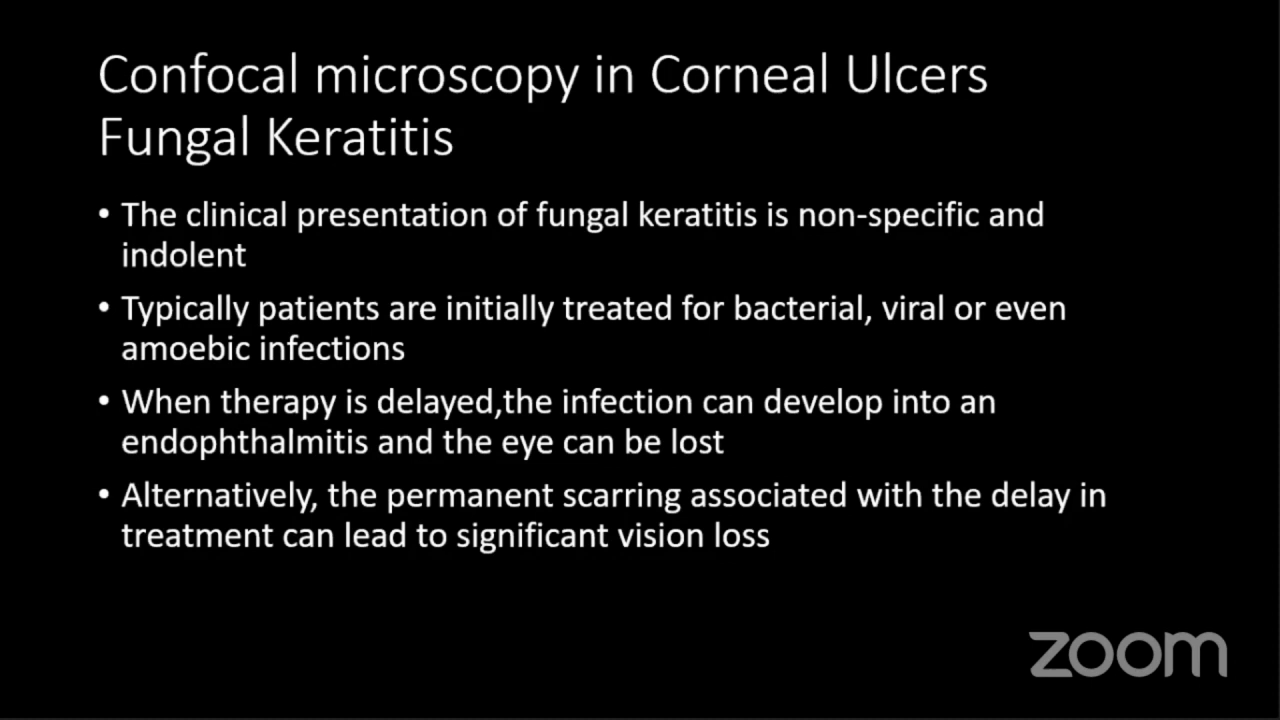 Confocal microscopy in Corneal Ulcers
Fungal Keratitis
• The clinical presentation of fungal keratitis is non-specific and
indolent
• Typically patients are initially treated for bacterial, viral or even
amoebic infections
• When therapy is delayed,the infection can develop into an
endophthalmitis and the eye can be lost
• Alternatively, the permanent scarring associated with the delay in
treatment can lead to significant vision loss
zoom